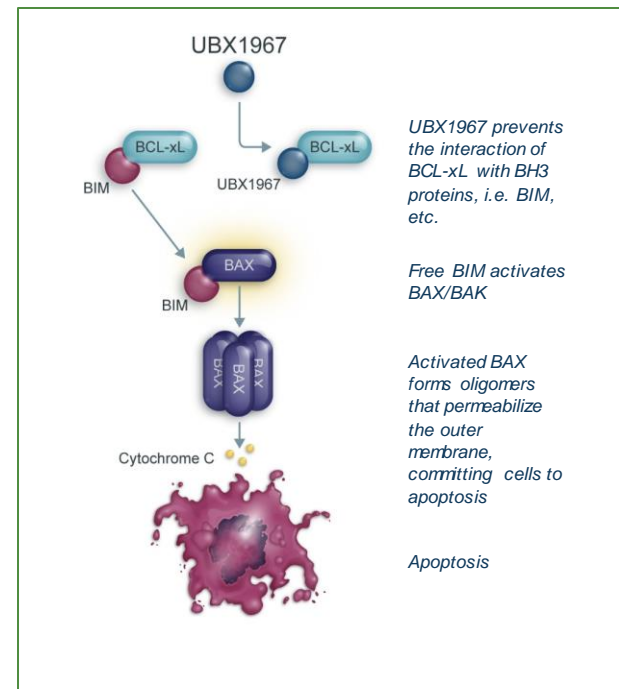 UBX1967
BCL-xL
BIM
BCL-xL
UBX1967
UBX1967 prevents
the interaction of
BCL-xL with BH3
proteins, i.e. BIM,
etc.
BAX
BIM
Free BIM activates
BAX/BAK
BAX
BAX
BAX
Activated BAX
forms oligomers
that permeabilize
the outer
membrane,
committing cells to
apoptosis
Cytochrome C
Apoptosis